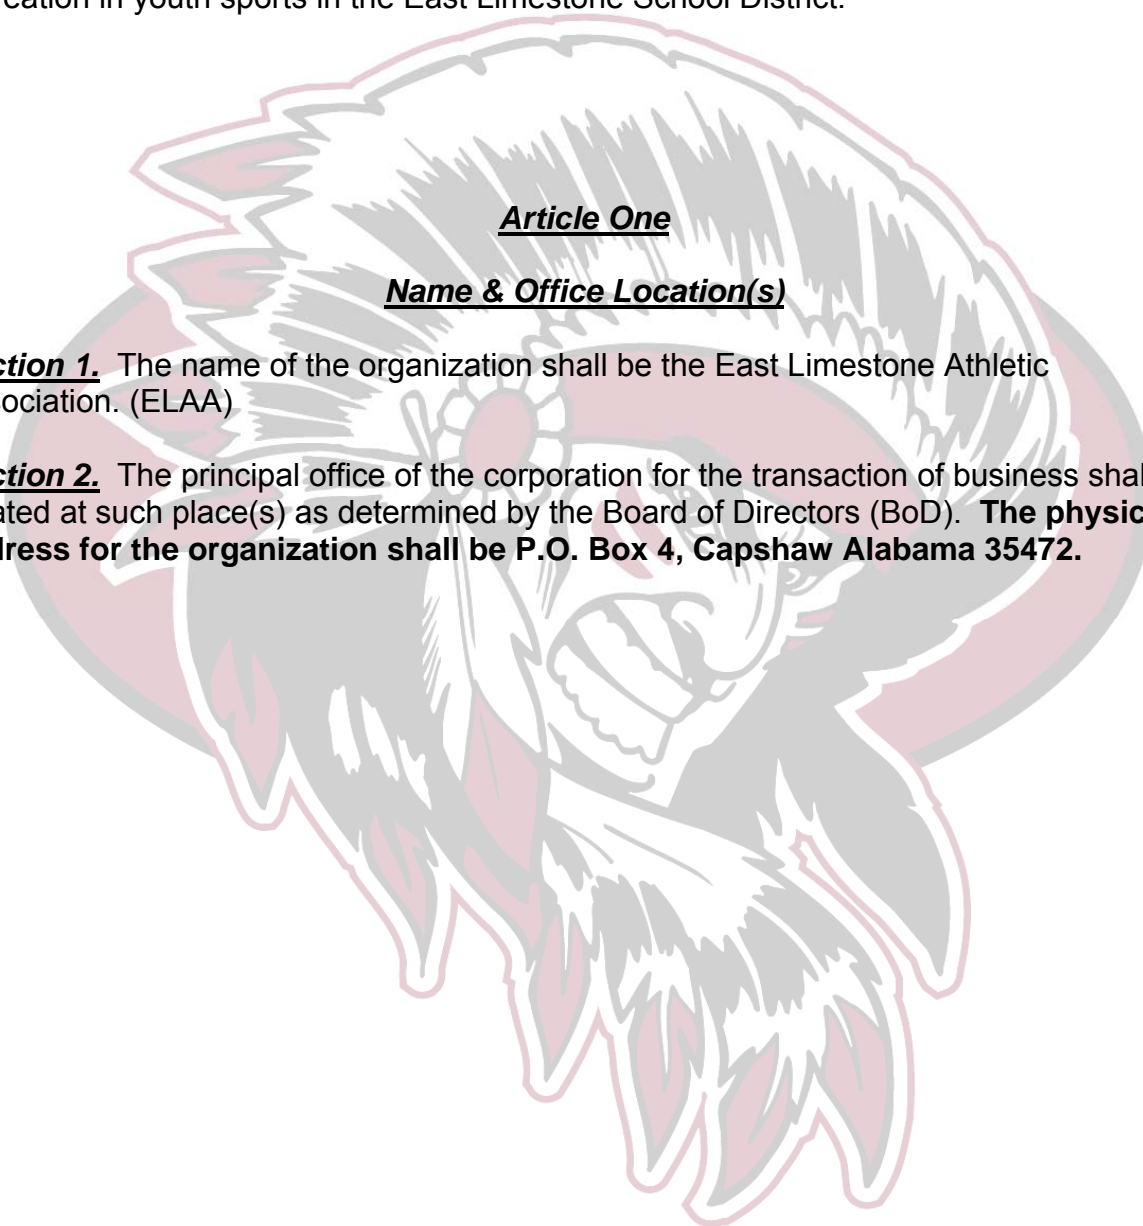 eation in youth sports in the East Limestone School District.
Article One
Name & Office Location(s)
ction 1. The name of the organization shall be the East Limestone Athletic
sociation. (ELAA)
ction 2. The principal office of the corporation for the transaction of business shal
ated at such place(s) as determined by the Board of Directors (BoD). The physic
dress for the organization shall be P.O. Box 4, Capshaw Alabama 35472.